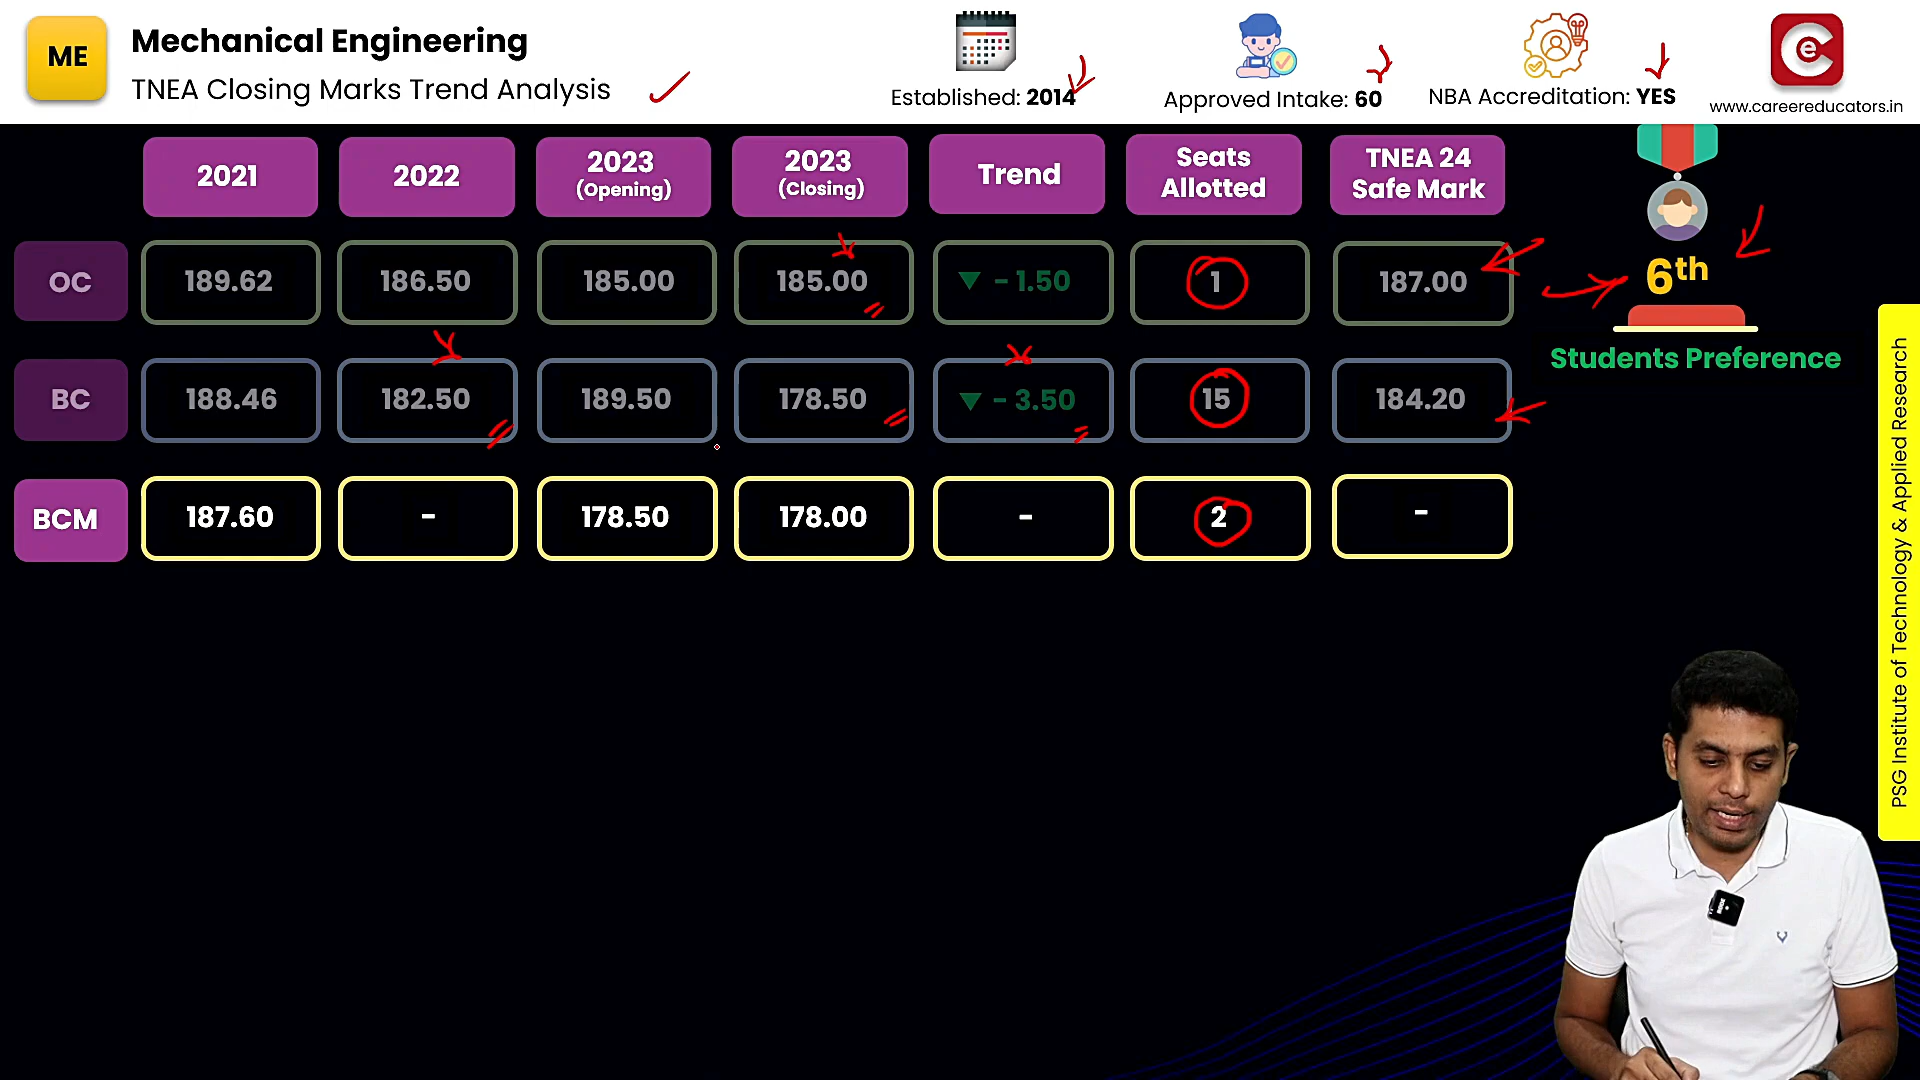 ME
Mechanical Engineering
TNEA Closing Marks Trend Analysis
Established: 2014
Approved Intake: 60
NBA Accreditation: YES
e
www.careereducators.in
2021
2022
2023
(Opening)
2023
(Closing)
Trend
Seats
Allotted
TNEA 24
Safe Mark
OC
189.62
186.50
185.00
185.00
▼ - 1.50
1
187.00
BC
188.46
182.50
189.50
178.50
▼ - 3.50
15
184.20
BCM
187.60
-
178.50
178.00
-
2
-
6th
Students Preference
PSG Institute of Technology & Applied Research